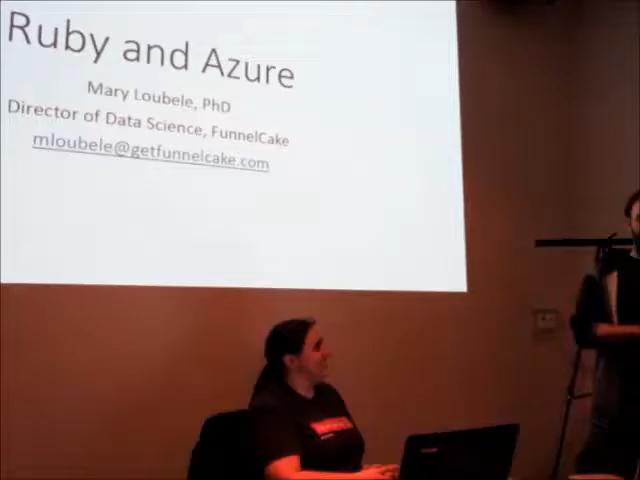 Ruby and Azure
Mary Loubele, PhD
Director of Data Science, FunnelCake
mloubele@getfunnelcake.com